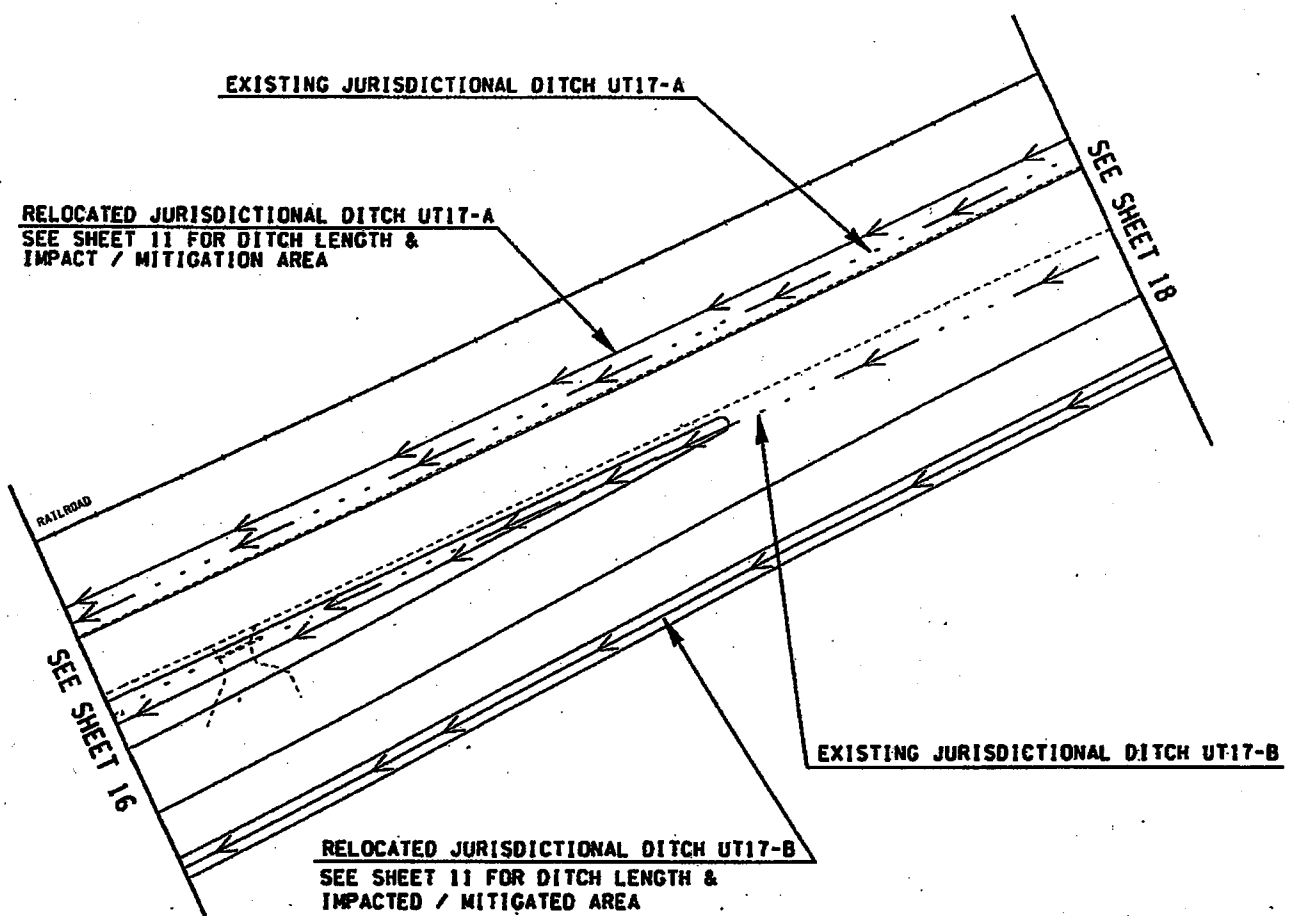 EXISTING JURISDICTIONAL DITCH UT17-A
RELOCATED JURISDICTIONAL DITCH UT17-A
SEE SHEET 11 FOR DITCH LENGTH &
IMPACT / MITIGATION AREA
SEE SHEET 18
RAILROAD
SEE SHEET 16
EXISTING JURISDICTIONAL DITCH UT17-B
RELOCATED JURISDICTIONAL DITCH UT17-B
SEE SHEET 11 FOR DITCH LENGTH &
IMPACTED / MITIGATED AREA